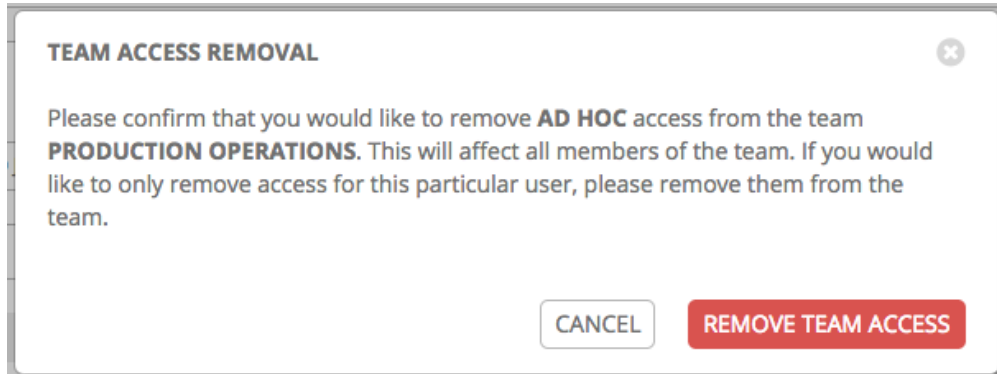 TEAM ACCESS REMOVAL
Please confirm that you would like to remove AD HOC access from the team
PRODUCTION OPERATIONS. This will affect all members of the team. If you would
like to only remove access for this particular user, please remove them from the
team.
CANCEL
REMOVE TEAM ACCESS